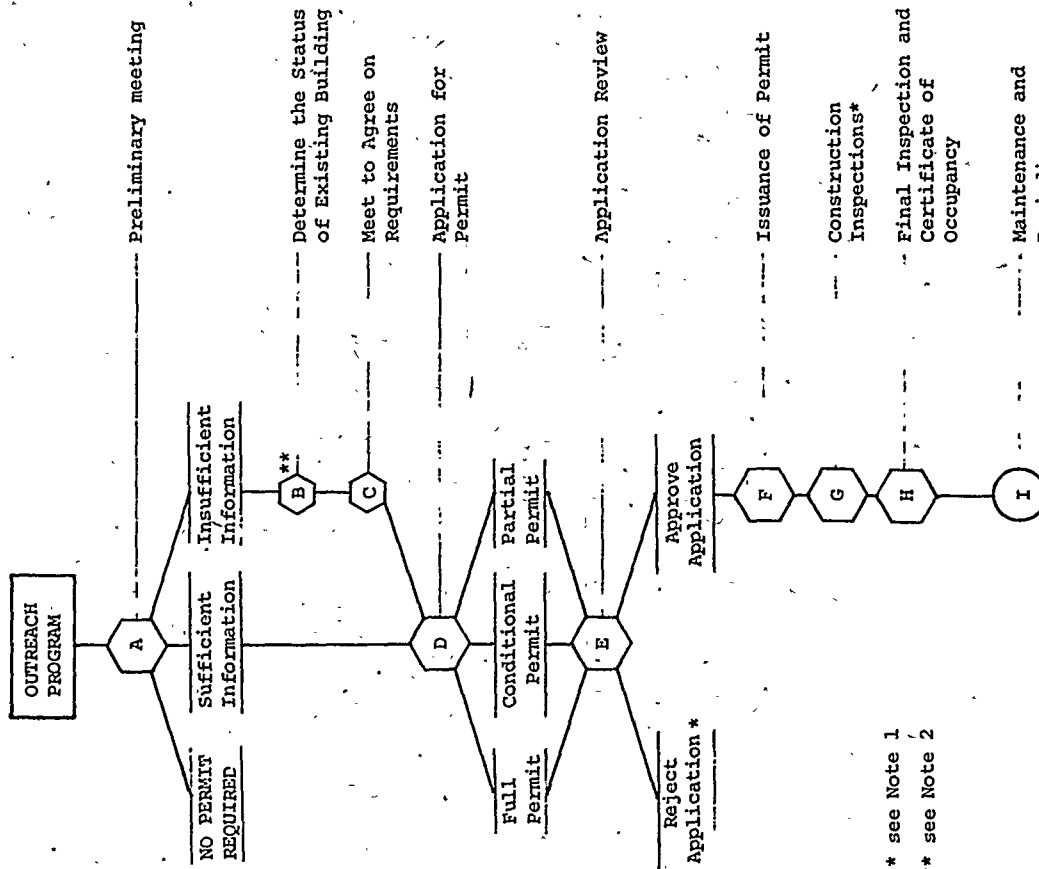 OUTREACH
PROGRAM
A
Preliminary meeting
NO PERMIT
REQUIRED
Sufficient
Information
Insufficient
Information
B
**
Determine the Status
of Existing Building
C
Meet to Agree on
Requirements
D
Application for
Permit
Full
Permit
Conditional
Permit
Partial
Permit
E
Application Review
Reject
Application*
Approve
Application
F
Issuance of Permit
G
Construction
Inspections*
H
Final Inspection and
Certificate of
Occupancy
I
Maintenance and
* see Note 1
* see Note 2